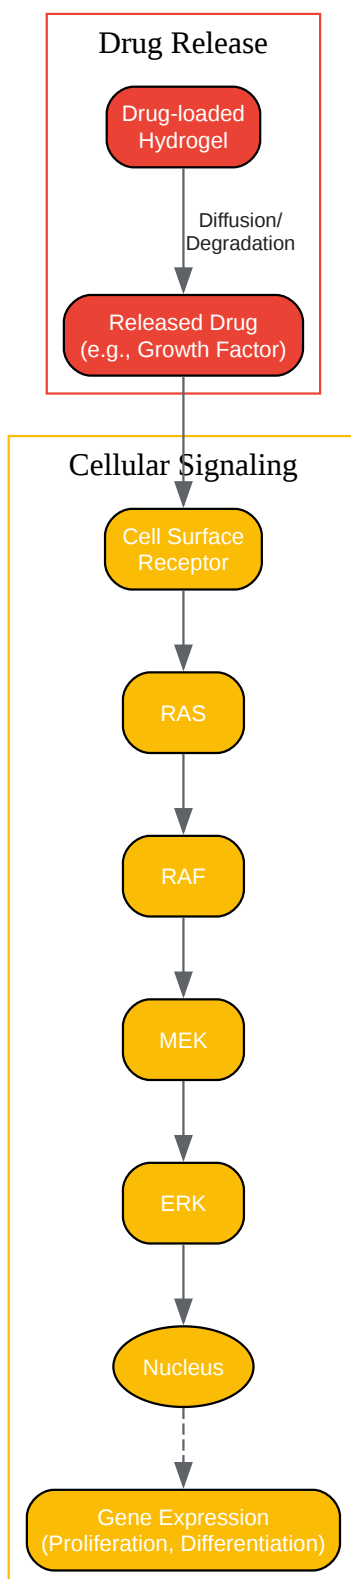 Drug Release
Drug-loaded
Hydrogel
Diffusion/
Degradation
Released Drug
(e.g., Growth Factor)
Cellular Signaling
Cell Surface
Receptor
RAS
RAF
MEK
ERK
Nucleus
Gene Expression
(Proliferation, Differentiation)